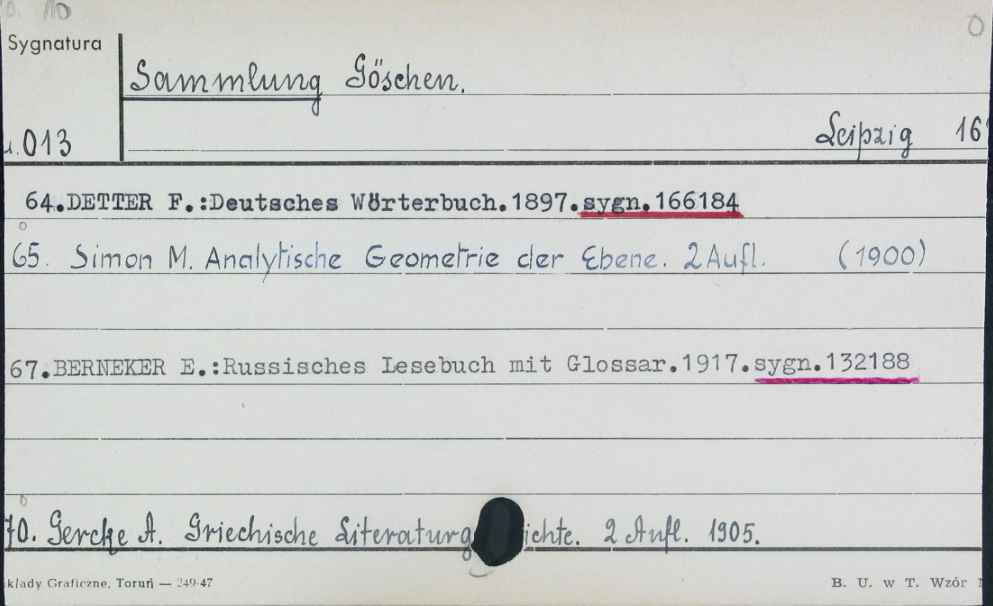 10
0
Sygnatura
Sammlung Göschen.
013
Leipzig 16
64.DETTER F.:Deutsches Wörterbuch.1897.sygn.166184
65. Simon M. Analytische Geometrie der Ebene. 2 Aufl. (1900)
67.BERNEKER E.:Russisches Lesebuch mit Glossar.1917.sygn.132188
70. Gercke A. Griechische Literaturg ichte. 2 Aufl. 1905.
kłady Graficzne, Toruń — 249-47
B. U. w T. Wzór